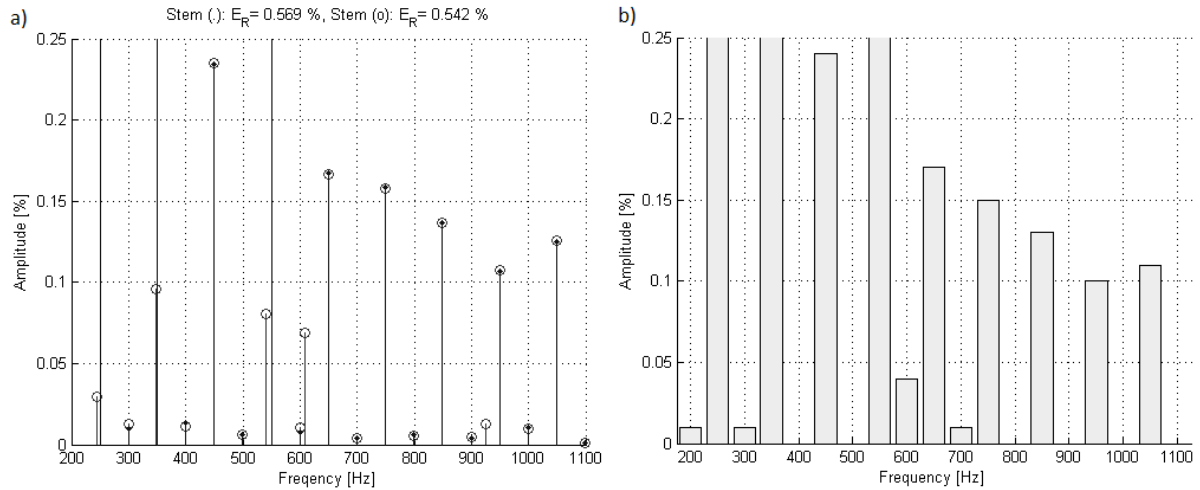 a)
Stem (.): E_R= 0.569 %, Stem (o): E_R= 0.542 %
0.25
0.2
0.15
0.1
0.05
0
Amplitude [%]
200 300 400 500 600 700 800 900 1000 1100
Freqency [Hz]
b)
0.25
0.2
0.15
0.1
0.05
0
Amplitude [%]
200 300 400 500 600 700 800 900 1000 1100
Frequency [Hz]